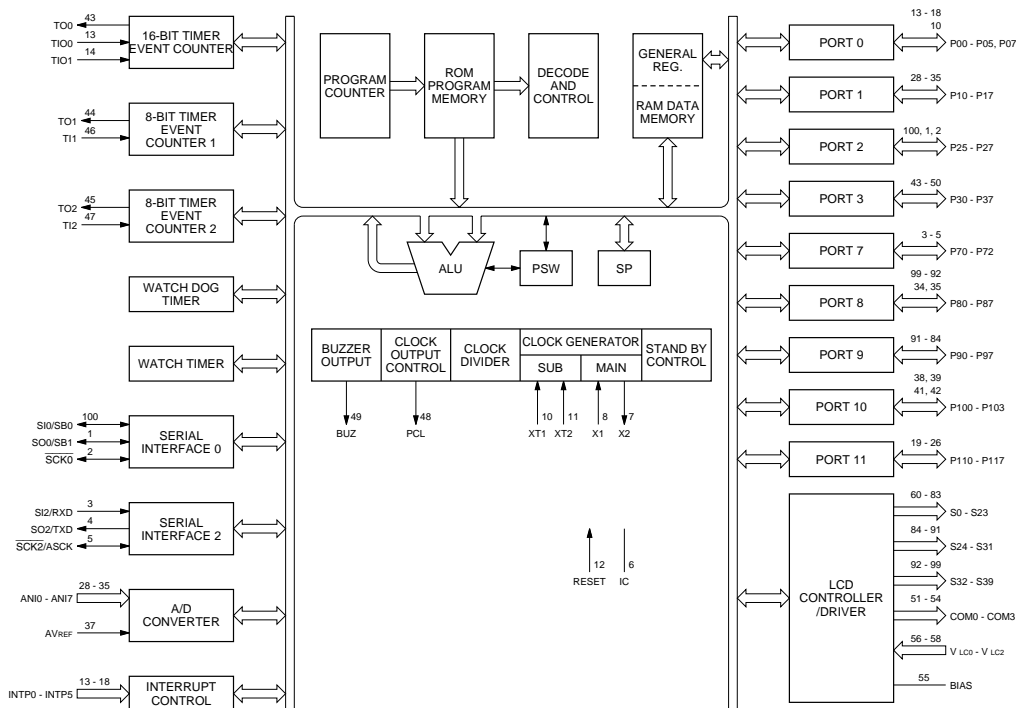 43
TO0
13
TIO0
14
TIO1
16-BIT TIMER
EVENT COUNTER
44
TO1
46
TI1
8-BIT TIMER
EVENT
COUNTER 1
45
TO2
47
TI2
8-BIT TIMER
EVENT
COUNTER 2
WATCH DOG
TIMER
WATCH TIMER
100
SI0/SB0
1
SO0/SB1
2
SCK0
SERIAL
INTERFACE 0
3
SI2/RXD
4
SO2/TXD
5
SCK2/ASCK
SERIAL
INTERFACE 2
28 - 35
ANI0 - ANI7
37
AVREF
A/D
CONVERTER
13 - 18
INTP0 - INTP5
INTERRUPT
CONTROL
PROGRAM
COUNTER
ROM
PROGRAM
MEMORY
DECODE
AND
CONTROL
GENERAL
REG.
RAM DATA
MEMORY
ALU
PSW
SP
BUZZER
OUTPUT
CLOCK
OUTPUT
CONTROL
CLOCK
DIVIDER
CLOCK GENERATOR
SUB
MAIN
STAND BY
CONTROL
49
BUZ
48
PCL
10
XT1
11
XT2
8
X1
7
X2
12
RESET
6
IC
PORT 0
13 - 18
10
P00 - P05, P07
PORT 1
28 - 35
P10 - P17
PORT 2
100, 1, 2
P25 - P27
PORT 3
43 - 50
P30 - P37
PORT 7
3 - 5
P70 - P72
PORT 8
99 - 92
34, 35
P80 - P87
PORT 9
91 - 84
P90 - P97
PORT 10
38, 39
41, 42
P100 - P103
PORT 11
19 - 26
P110 - P117
LCD
CONTROLLER
/DRIVER
60 - 83
S0 - S23
84 - 91
S24 - S31
92 - 99
S32 - S39
51 - 54
COM0 - COM3
56 - 58
V LC0 - V LC2
55
BIAS